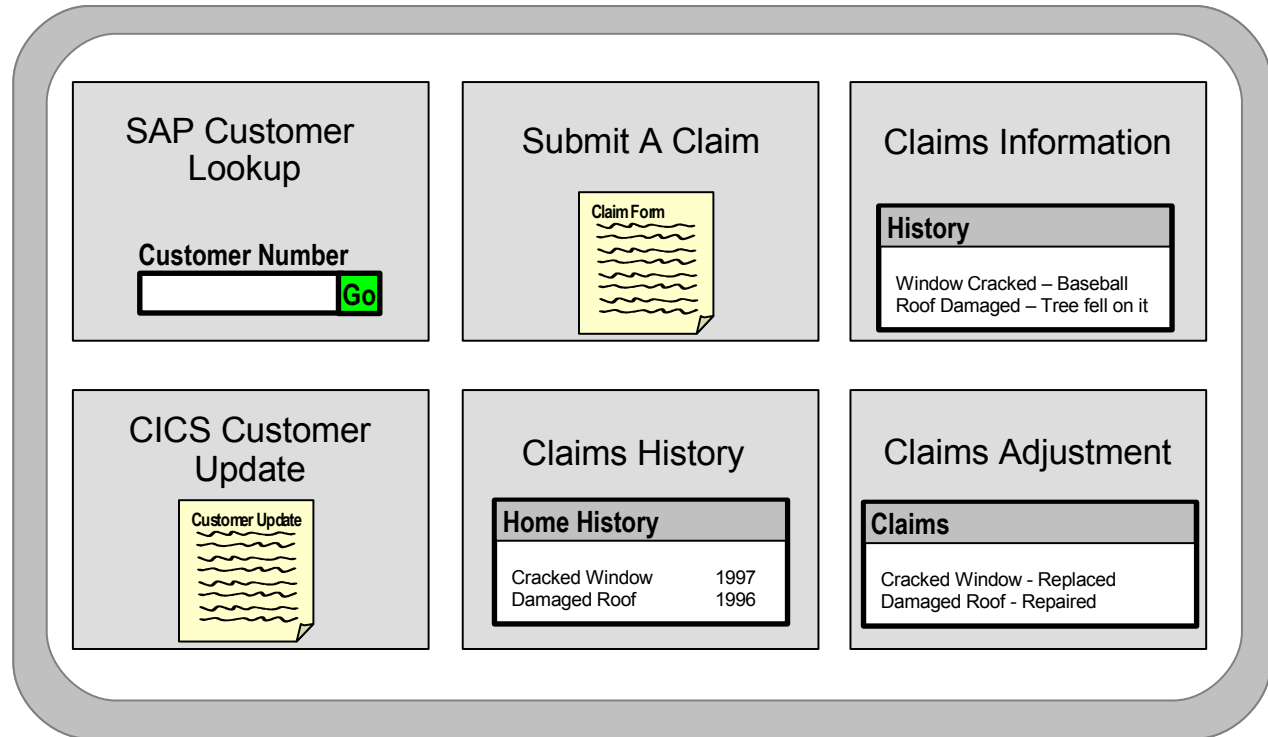 SAP Customer
Lookup
Customer Number
Go
Submit A Claim
Claim Form
Claims Information
History
Window Cracked – Baseball
Roof Damaged – Tree fell on it
CICS Customer
Update
Customer Update
Claims History
Home History
Cracked Window 1997
Damaged Roof 1996
Claims Adjustment
Claims
Cracked Window - Replaced
Damaged Roof - Repaired